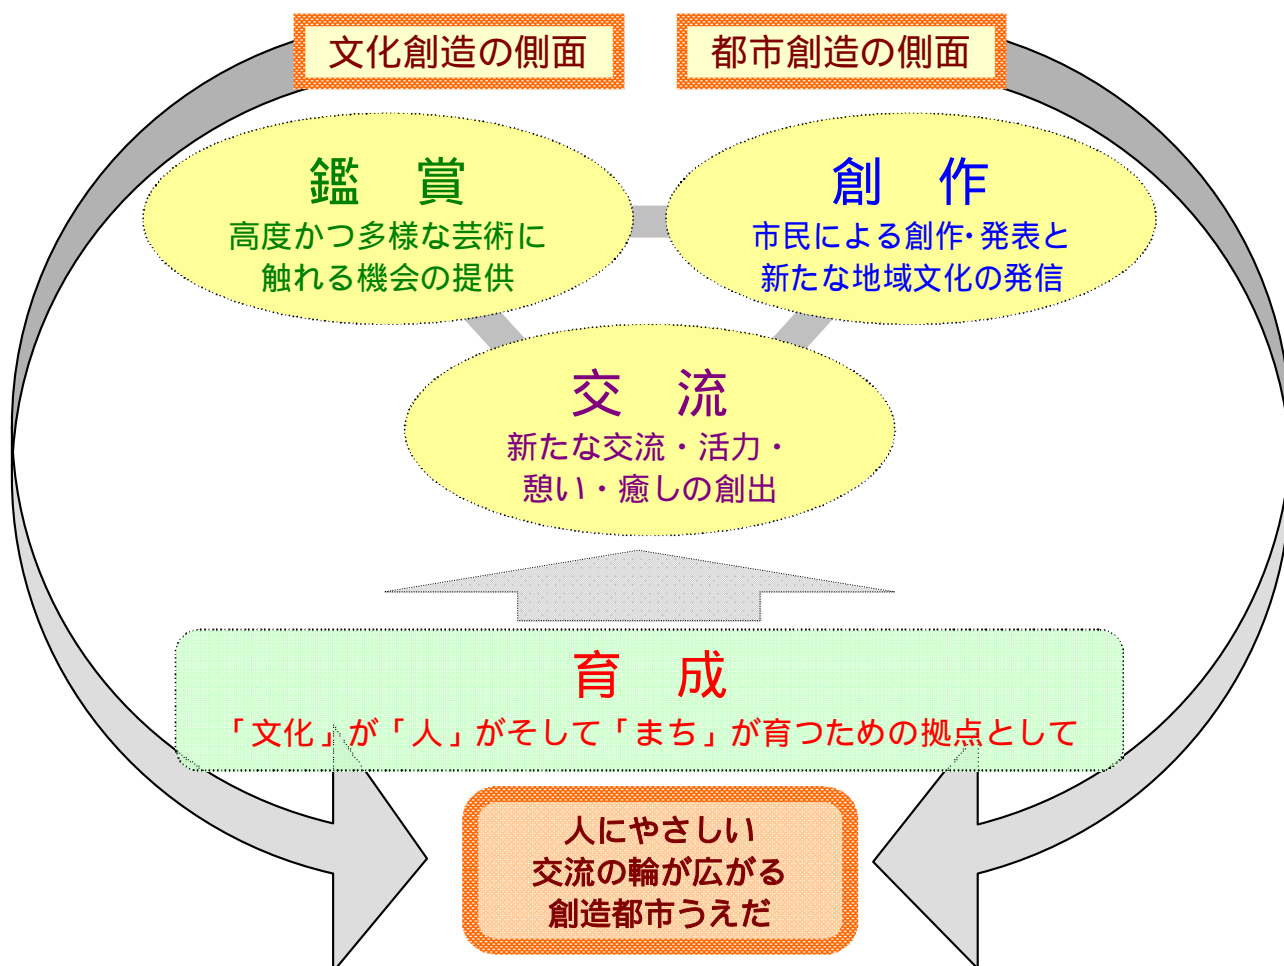 文化創造の側面
都市創造の側面
鑑　賞
高度かつ多様な芸術に
触れる機会の提供
創　作
市民による創作・発表と
新たな地域文化の発信
交　流
新たな交流・活力・
憩い・癒しの創出
育　成
「文化」が「人」がそして「まち」が育つための拠点として
人にやさしい
交流の輪が広がる
創造都市うえだ